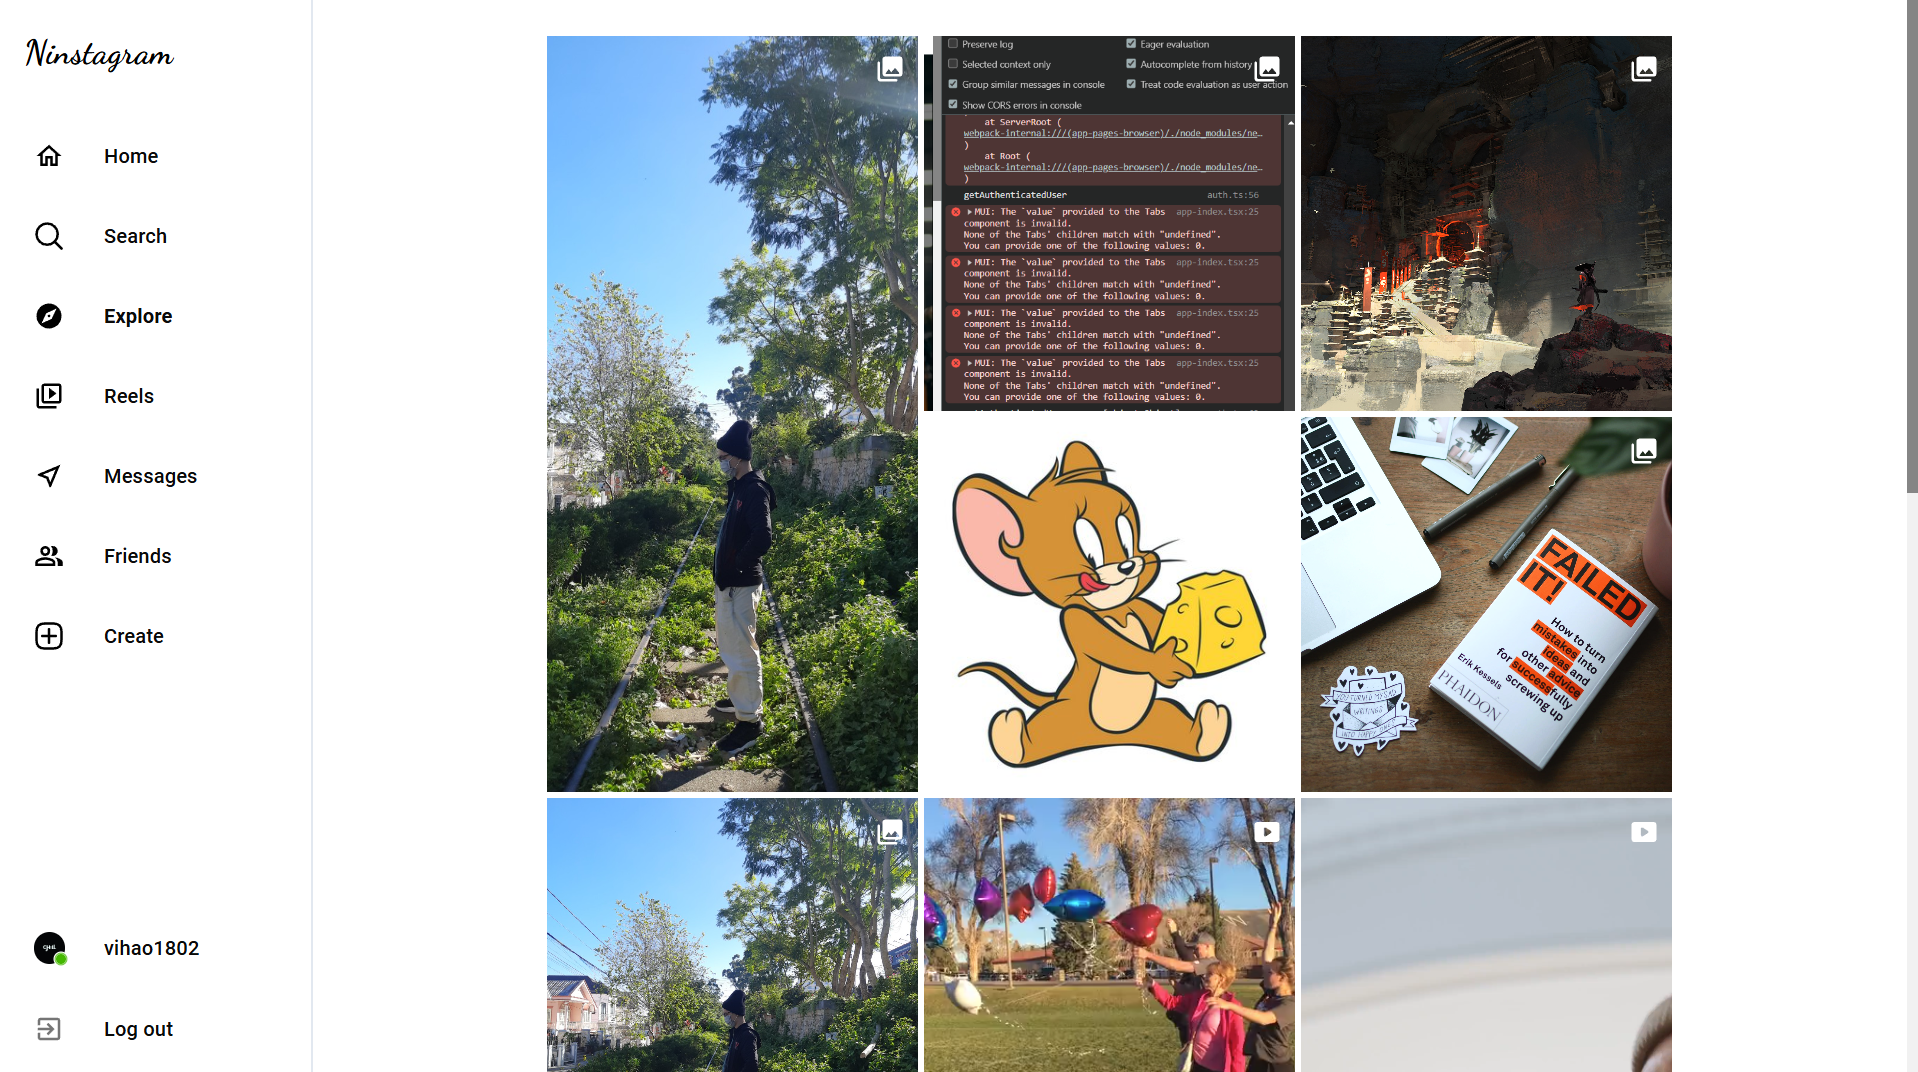 Ninstagram
Home
Search
Explore
Reels
Messages
Friends
Create
vihao1802
Log out
Preserve log
Eager evaluation
Selected context only
Autocomplete from history
Group similar messages in console
Treat code evaluation as user action
Show CORS errors in console
at ServerRoot (
webpack-internal:///(app-pages-browser)/./node_modules/ne…
)
at Root (
webpack-internal:///(app-pages-browser)/./node_modules/ne…
)
getAuthenticatedUser auth.ts:56
MUI: The `value` provided to the Tabs app-index.tsx:25
component is invalid.
None of the Tabs' children match with "undefined".
You can provide one of the following values: 0.
MUI: The `value` provided to the Tabs app-index.tsx:25
component is invalid.
None of the Tabs' children match with "undefined".
You can provide one of the following values: 0.
MUI: The `value` provided to the Tabs app-index.tsx:25
component is invalid.
None of the Tabs' children match with "undefined".
You can provide one of the following values: 0.
MUI: The `value` provided to the Tabs app-index.tsx:25
component is invalid.
None of the Tabs' children match with "undefined".
You can provide one of the following values: 0.
FAILED
IT!
How to turn
mistakes into
ideas and
other advice
for successfully
screwing up
Erik Kessels
PHAIDON
YOU TURN MY SAD
WRITINGS
INTO HAPPY